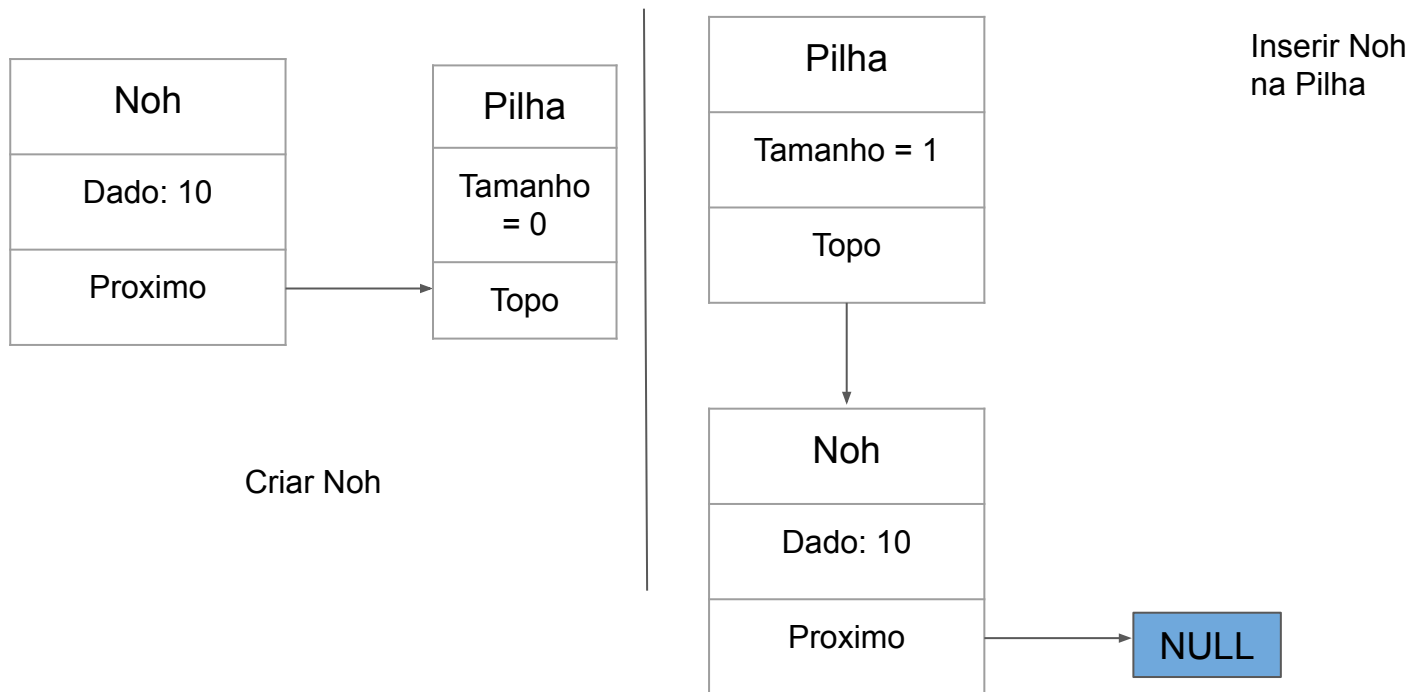 Noh
Dado: 10
Proximo
Pilha
Tamanho
= 0
Topo
Criar Noh
Pilha
Tamanho = 1
Topo
Noh
Dado: 10
Proximo
NULL
Inserir Noh
na Pilha